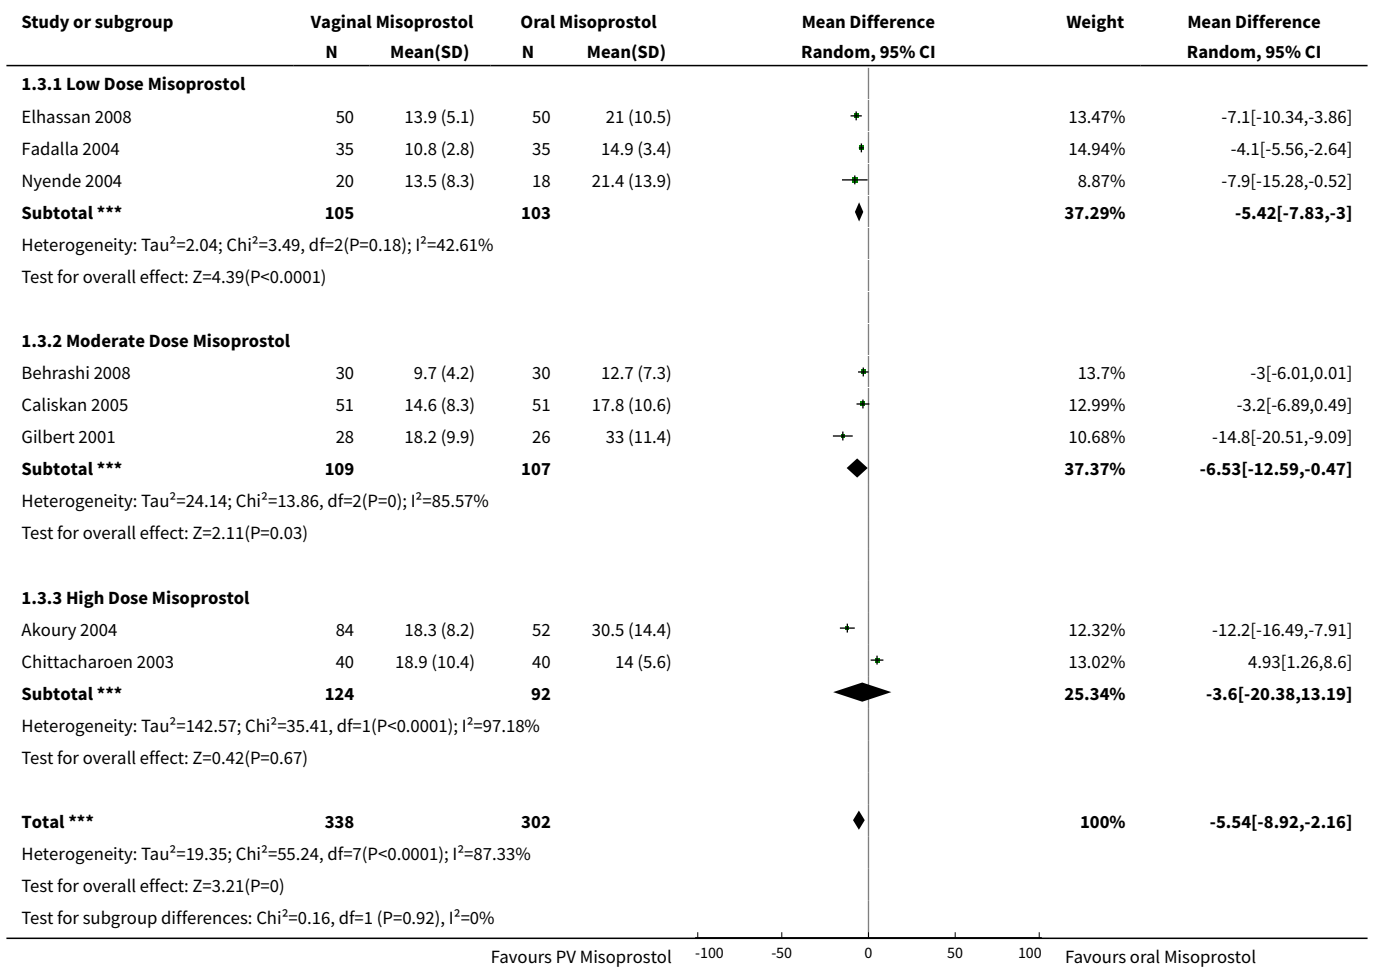 Study or subgroup Vaginal Misoprostol Oral Misoprostol Mean Difference Weight Mean Difference
N Mean(SD) N Mean(SD) Random, 95% CI Random, 95% CI
1.3.1 Low Dose Misoprostol
Elhassan 2008 50 13.9 (5.1) 50 21 (10.5) 13.47% -7.1[-10.34,-3.86]
Fadalla 2004 35 10.8 (2.8) 35 14.9 (3.4) 14.94% -4.1[-5.56,-2.64]
Nyende 2004 20 13.5 (8.3) 18 21.4 (13.9) 8.87% -7.9[-15.28,-0.52]
Subtotal *** 105 103 37.29% -5.42[-7.83,-3]
Heterogeneity: Tau²=2.04; Chi²=3.49, df=2(P=0.18); I²=42.61%
Test for overall effect: Z=4.39(P<0.0001)
1.3.2 Moderate Dose Misoprostol
Behrashi 2008 30 9.7 (4.2) 30 12.7 (7.3) 13.7% -3[-6.01,0.01]
Caliskan 2005 51 14.6 (8.3) 51 17.8 (10.6) 12.99% -3.2[-6.89,0.49]
Gilbert 2001 28 18.2 (9.9) 26 33 (11.4) 10.68% -14.8[-20.51,-9.09]
Subtotal *** 109 107 37.37% -6.53[-12.59,-0.47]
Heterogeneity: Tau²=24.14; Chi²=13.86, df=2(P=0); I²=85.57%
Test for overall effect: Z=2.11(P=0.03)
1.3.3 High Dose Misoprostol
Akoury 2004 84 18.3 (8.2) 52 30.5 (14.4) 12.32% -12.2[-16.49,-7.91]
Chittacharoen 2003 40 18.9 (10.4) 40 14 (5.6) 13.02% 4.93[1.26,8.6]
Subtotal *** 124 92 25.34% -3.6[-20.38,13.19]
Heterogeneity: Tau²=142.57; Chi²=35.41, df=1(P<0.0001); I²=97.18%
Test for overall effect: Z=0.42(P=0.67)
Total *** 338 302 100% -5.54[-8.92,-2.16]
Heterogeneity: Tau²=19.35; Chi²=55.24, df=7(P<0.0001); I²=87.33%
Test for overall effect: Z=3.21(P=0)
Test for subgroup differences: Chi²=0.16, df=1 (P=0.92), I²=0%
Favours PV Misoprostol -100 -50 0 50 100 Favours oral Misoprostol